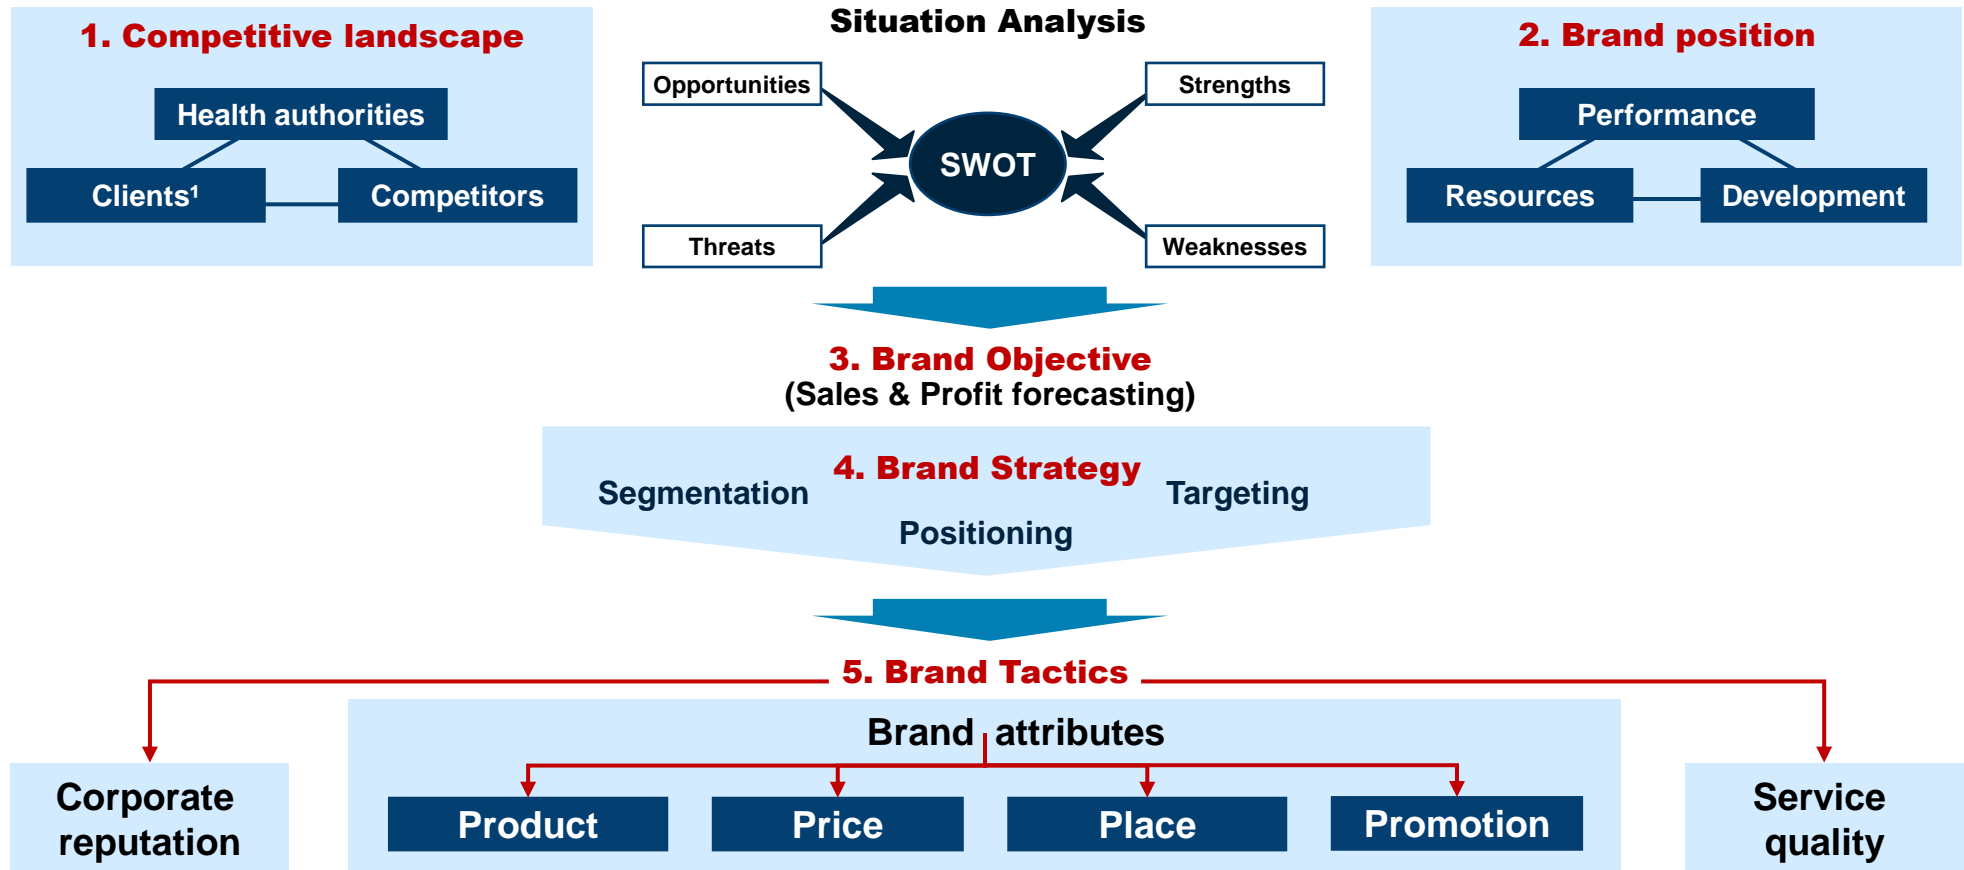 Situation Analysis
1. Competitive landscape
Health authorities
Clients¹
Competitors
Opportunities
Strengths
SWOT
Threats
Weaknesses
2. Brand position
Performance
Resources
Development
3. Brand Objective
(Sales & Profit forecasting)
4. Brand Strategy
Segmentation
Targeting
Positioning
5. Brand Tactics
Corporate
reputation
Brand attributes
Product
Price
Place
Promotion
Service
quality